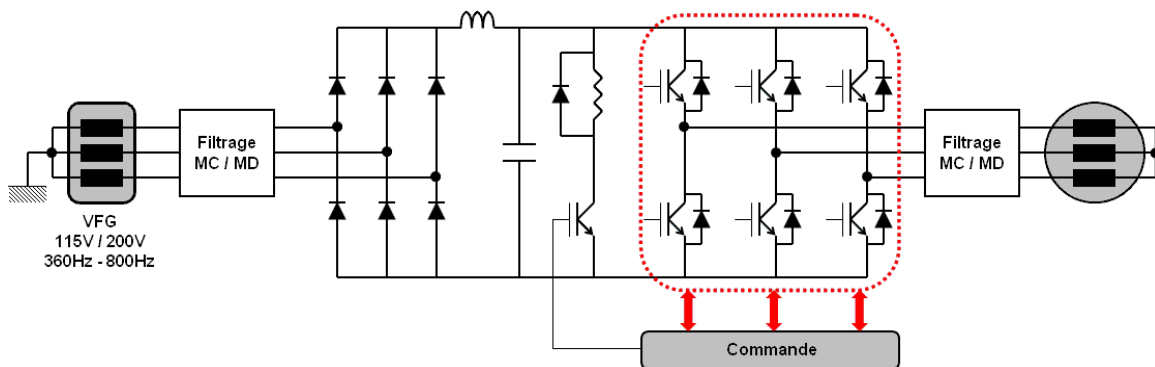 Filtrage
MC / MD
VFG
115V / 200V
360Hz - 800Hz
Filtrage
MC / MD
Commande